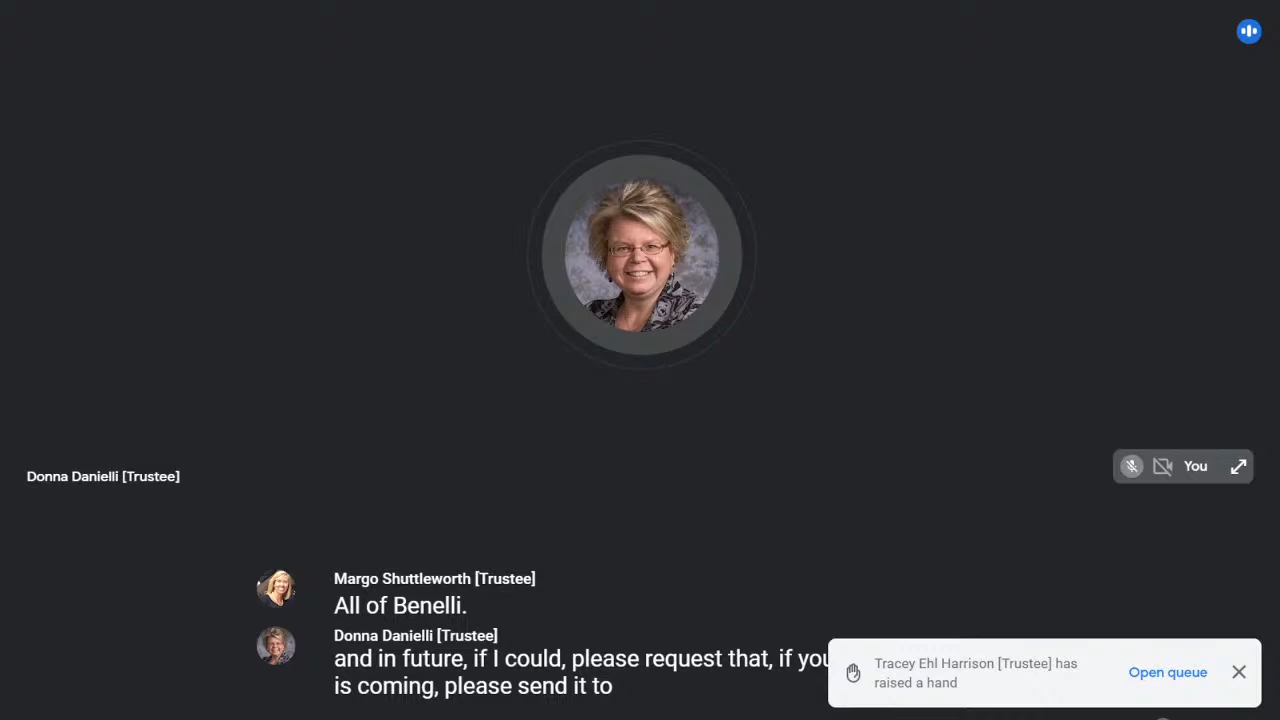 Donna Danielli [Trustee]
You
Margo Shuttleworth [Trustee]
All of Benelli.
Donna Danielli [Trustee]
and in future, if I could, please request that, if you
is coming, please send it to
Tracey Ehl Harrison [Trustee] has
raised a hand
Open queue